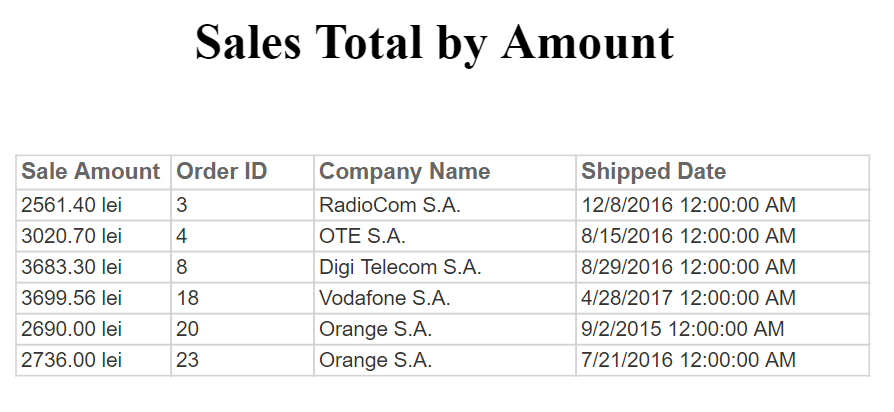 Sales Total by Amount
Sale Amount Order ID Company Name Shipped Date
2561.40 lei 3 RadioCom S.A. 12/8/2016 12:00:00 AM
3020.70 lei 4 OTE S.A. 8/15/2016 12:00:00 AM
3683.30 lei 8 Digi Telecom S.A. 8/29/2016 12:00:00 AM
3699.56 lei 18 Vodafone S.A. 4/28/2017 12:00:00 AM
2690.00 lei 20 Orange S.A. 9/2/2015 12:00:00 AM
2736.00 lei 23 Orange S.A. 7/21/2016 12:00:00 AM